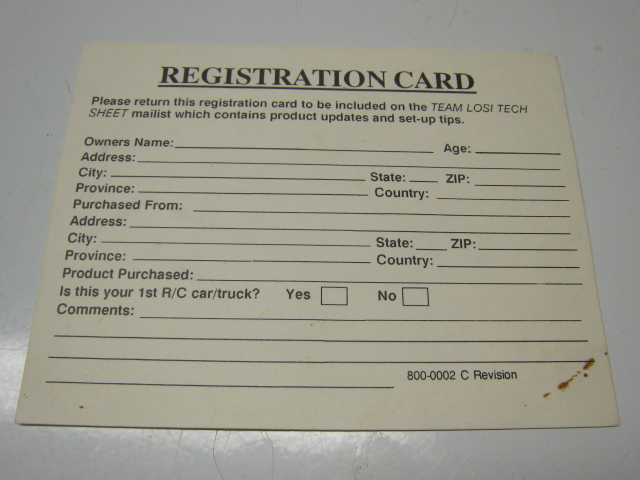 REGISTRATION CARD
Please return this registration card to be included on the TEAM LOSI TECH
SHEET mailist which contains product updates and set-up tips.
Owners Name: Age:
Address:
City: State: ZIP:
Province: Country:
Purchased From:
Address:
City: State: ZIP:
Province: Country:
Product Purchased:
Is this your 1st R/C car/truck? Yes No
Comments:
800-0002 C Revision